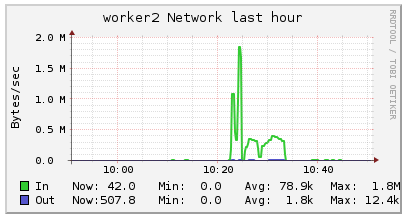 worker2 Network last hour
RRDTOOL / TOBI OETIKER
Bytes/sec
2.0 M
1.5 M
1.0 M
0.5 M
0.0
10:00 10:20 10:40
In Now: 42.0 Min: 0.0 Avg: 78.9k Max: 1.8M
Out Now:507.8 Min: 0.0 Avg: 1.8k Max: 12.4k